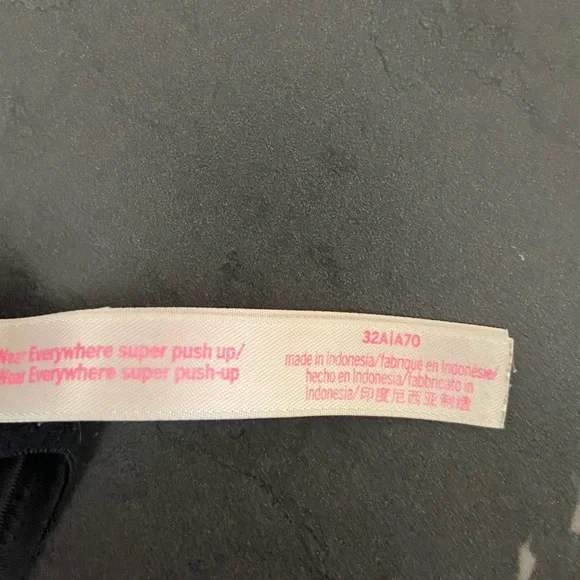 Wear Everywhere super push up/
Wear Everywhere super push-up
32A|A70
made in Indonesia/fabriqué en Indonésie/
hecho en Indonesia/fabbricato in
Indonesia/印度尼西亚制造